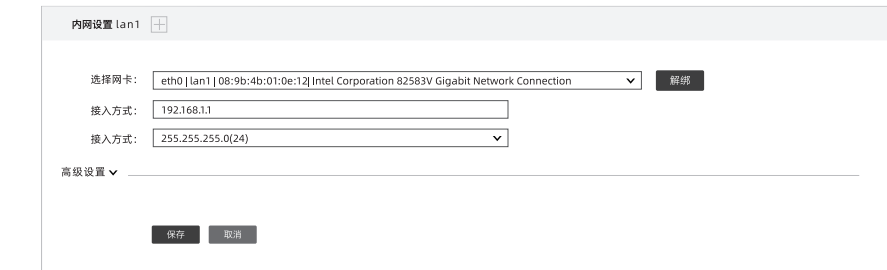 内网设置 lan1
选择网卡: eth0 | lan1 | 08:9b:4b:01:0e:12| Intel Corporation 82583V Gigabit Network Connection 解绑
接入方式: 192.168.1.1
接入方式: 255.255.255.0(24)
高级设置
保存 取消